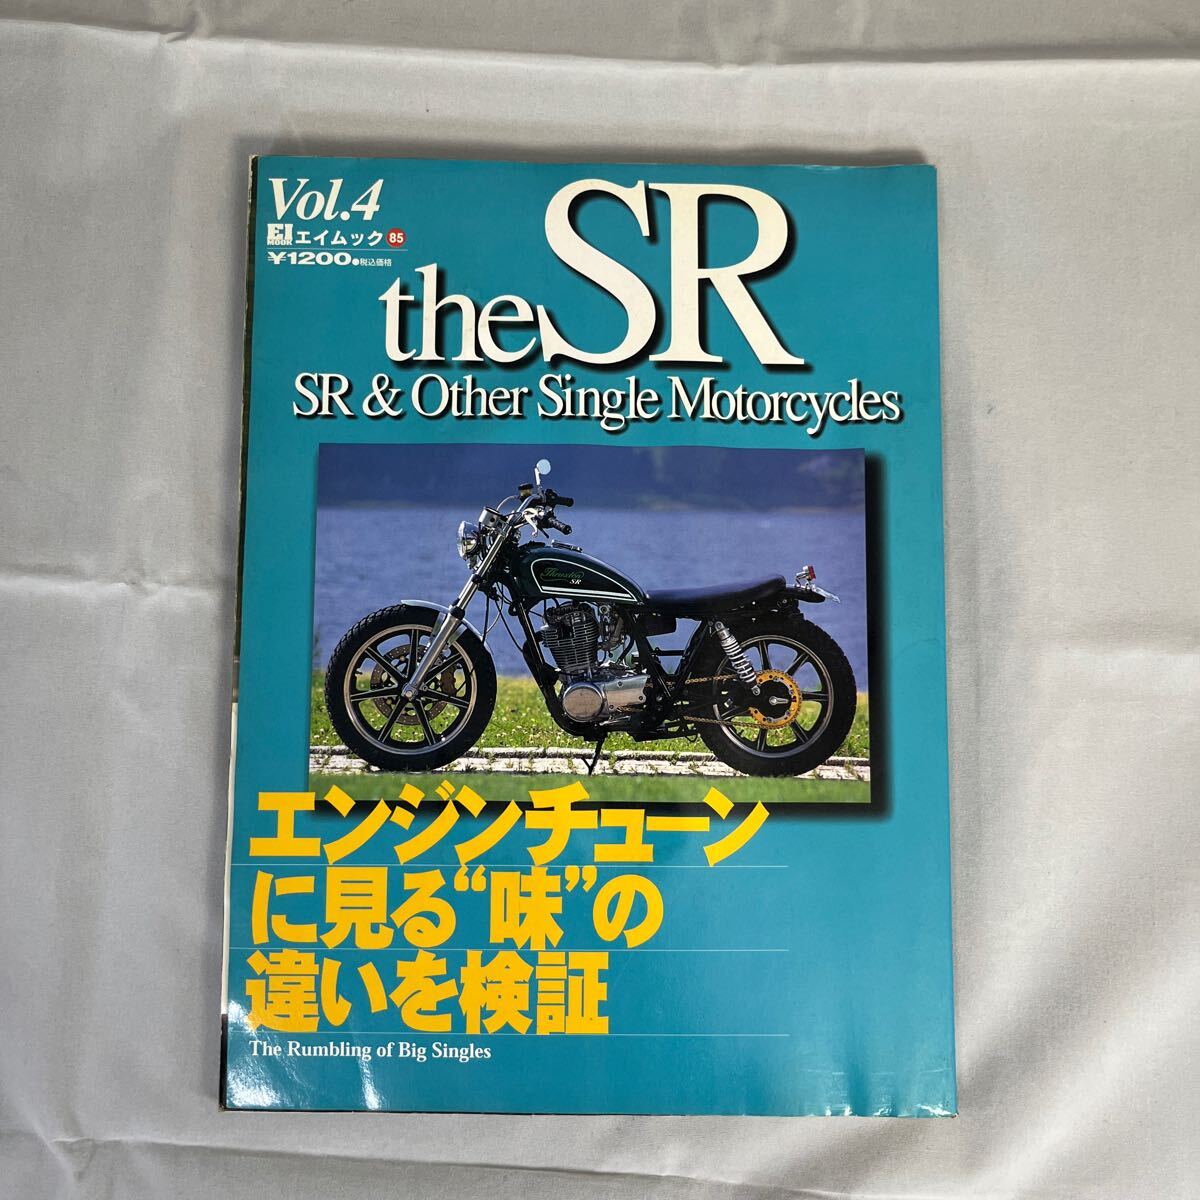 Vol.4
EI MOOK エイムック 85
¥1200●税込価格
the SR
SR & Other Single Motorcycles
Thruxton
SR
エンジンチューン
に見る“味”の
違いを検証
The Rumbling of Big Singles